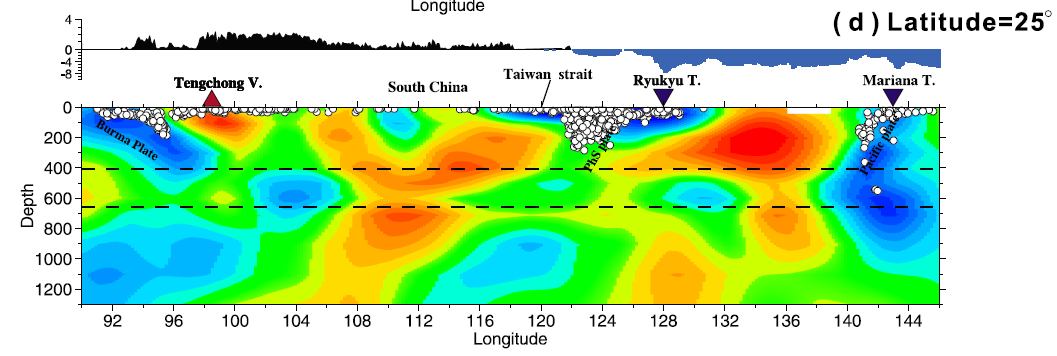 Longitude
( d ) Latitude=25°
4
0
-4
-8
Tengchong V.
South China
Taiwan strait
Ryukyu T.
Mariana T.
Burma Plate
PhS plate
Pacific plate
0
200
400
600
800
1000
1200
Depth
92 96 100 104 108 112 116 120 124 128 132 136 140 144
Longitude